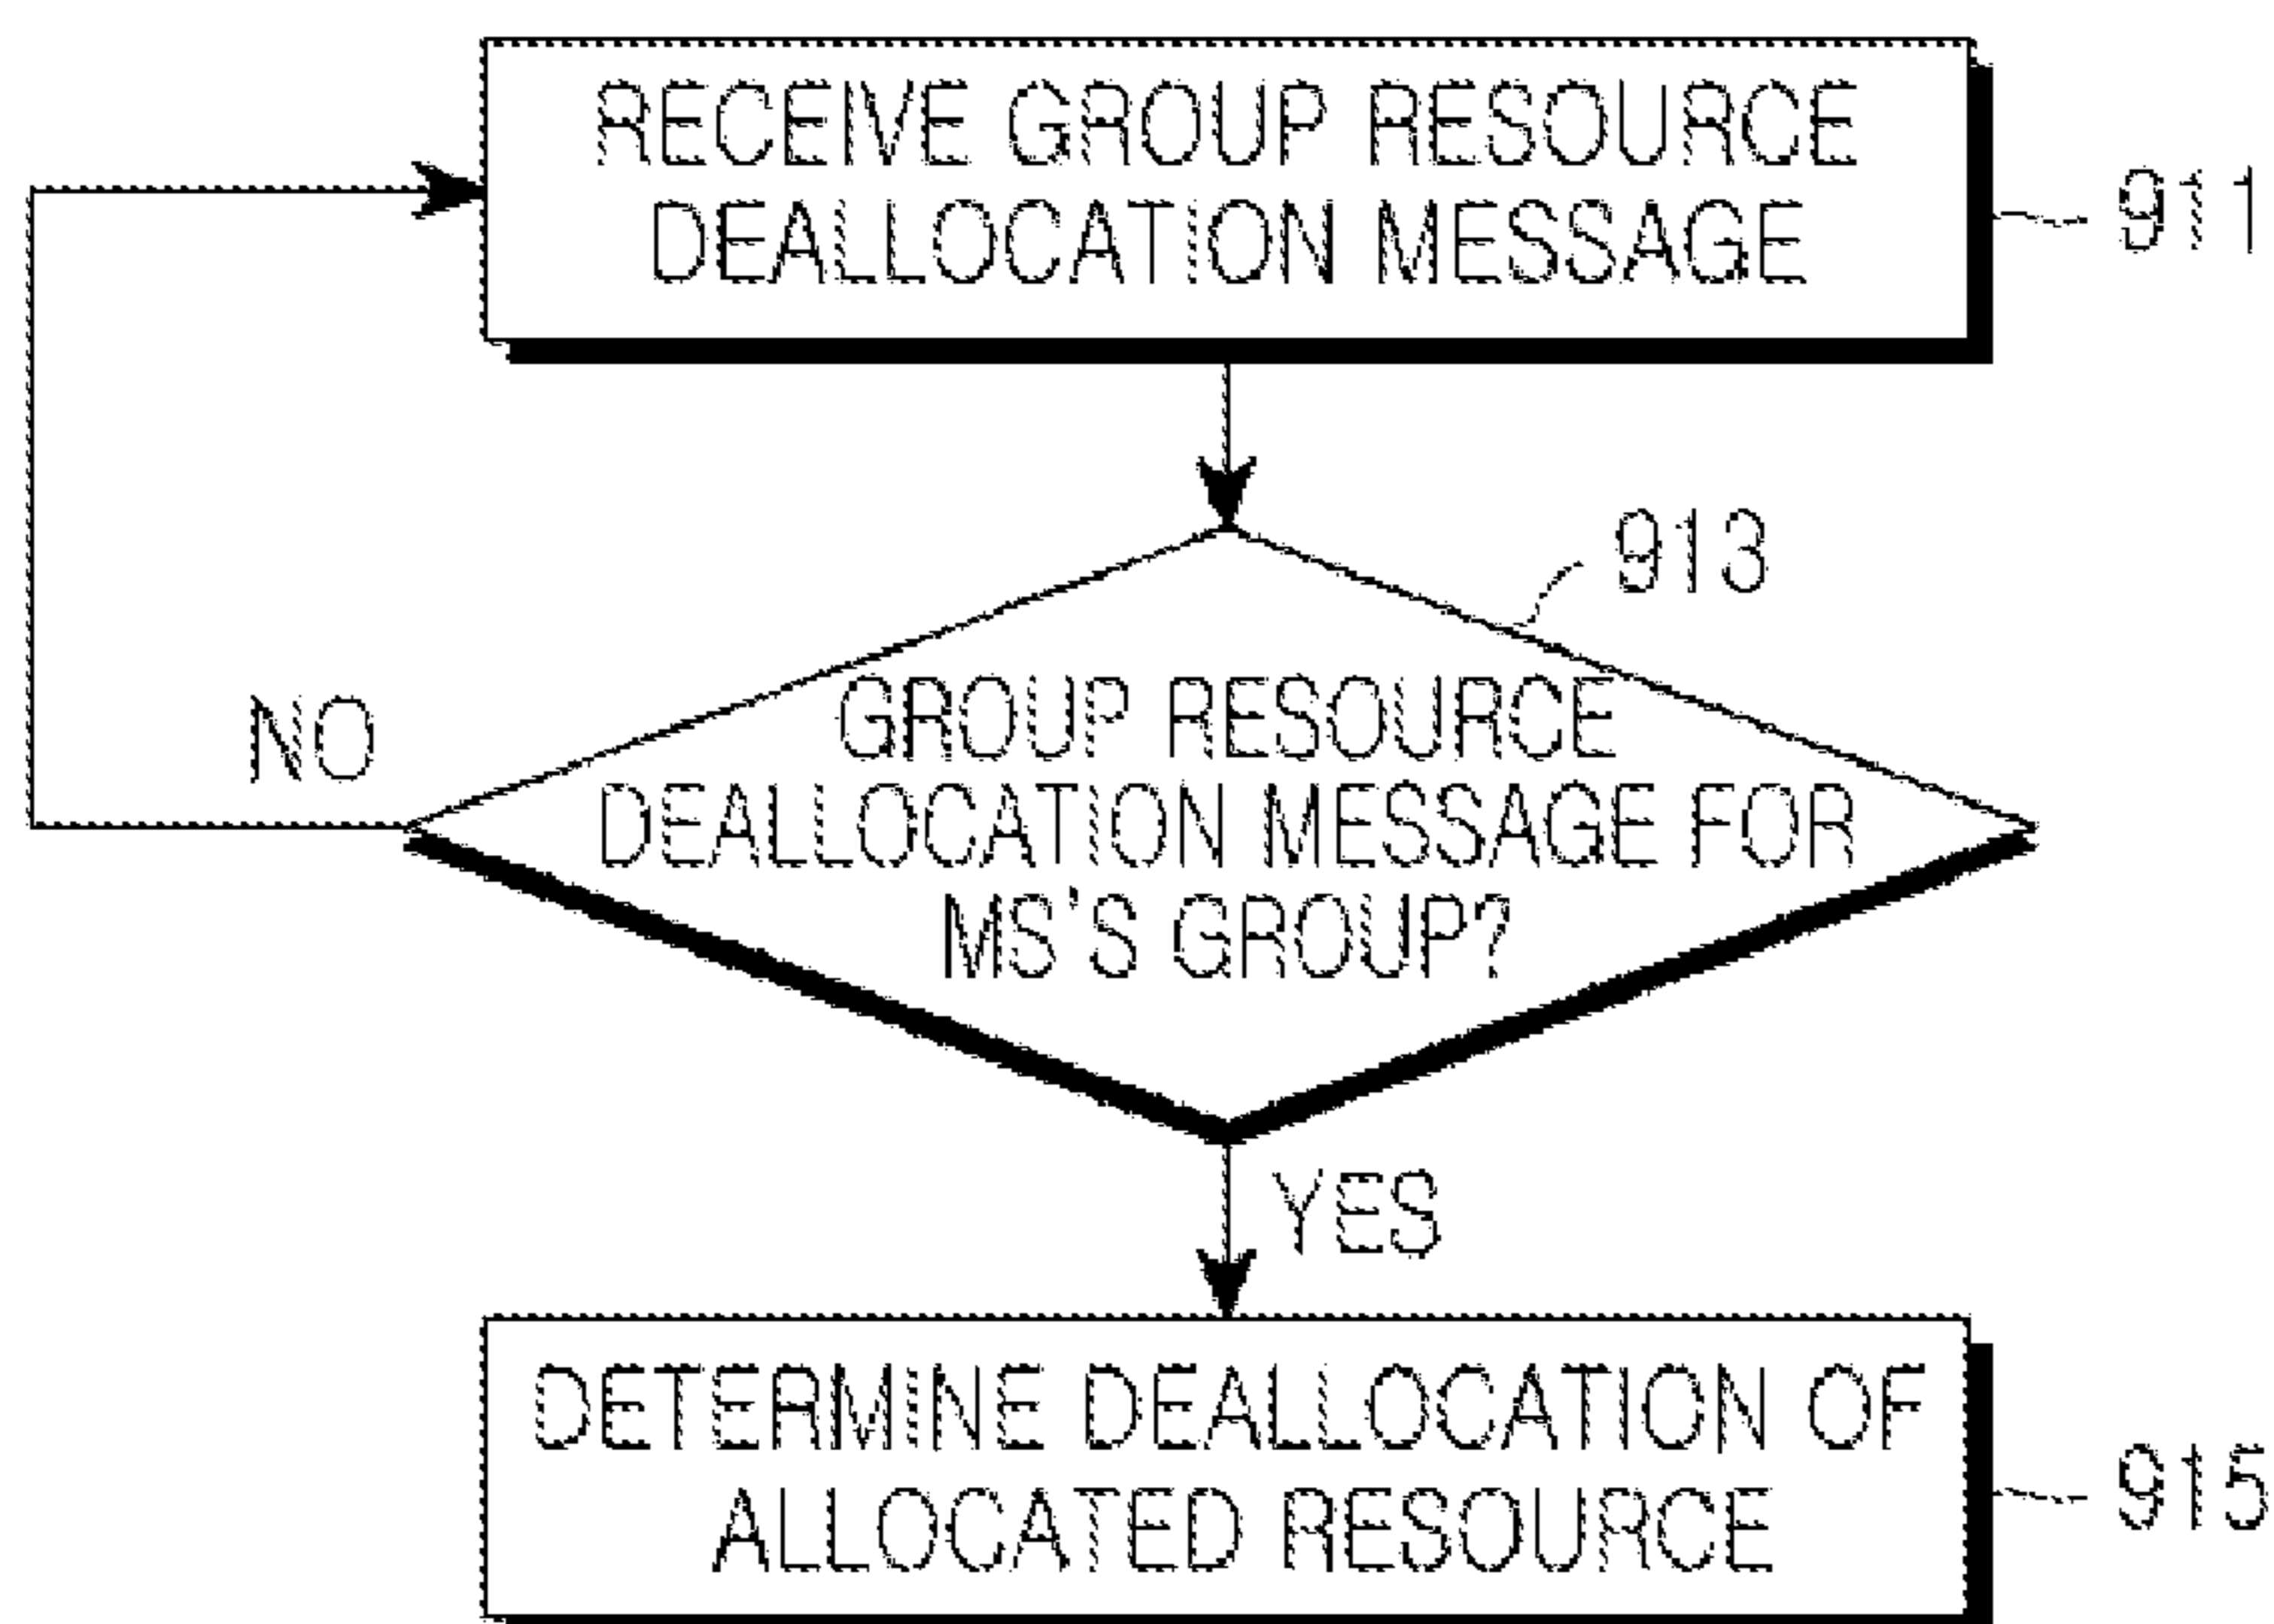 RECEIVE GROUP RESOURCE
DEALLOCATION MESSAGE
911
913
GROUP RESOURCE
DEALLOCATION MESSAGE FOR
MS'S GROUP?
NO
YES
DETERMINE DEALLOCATION OF
ALLOCATED RESOURCE
915